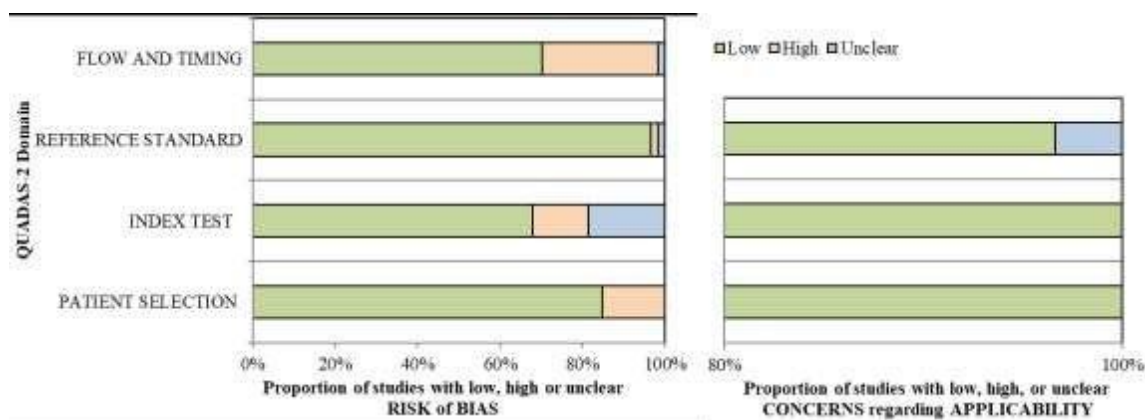 QUADAS-2 Domain
FLOW AND TIMING
REFERENCE STANDARD
INDEX TEST
PATIENT SELECTION
0% 20% 40% 60% 80% 100%
Proportion of studies with low, high or unclear
RISK of BIAS
Low High Unclear
80% 100%
Proportion of studies with low, high, or unclear
CONCERNS regarding APPLICABILITY